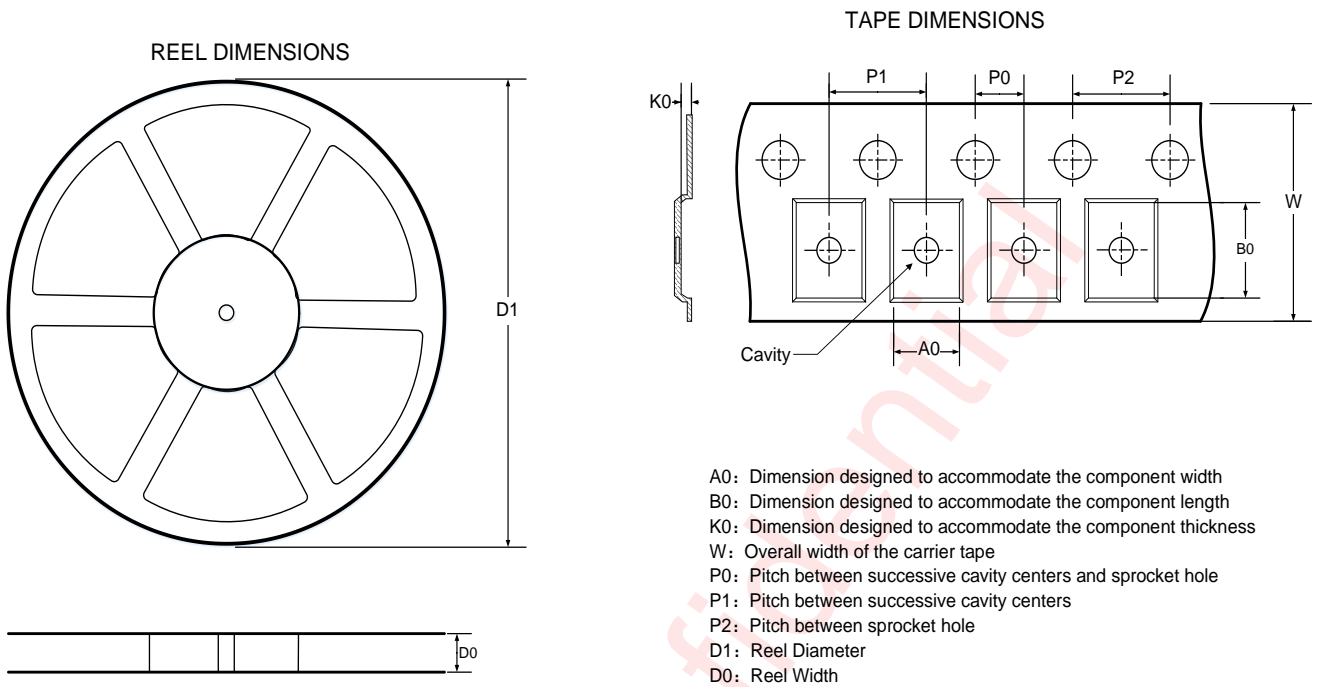 TAPE DIMENSIONS
REEL DIMENSIONS
P1
P0
P2
K0
W
B0
D1
Cavity
A0
A0: Dimension designed to accommodate the component width
B0: Dimension designed to accommodate the component length
K0: Dimension designed to accommodate the component thickness
W: Overall width of the carrier tape
P0: Pitch between successive cavity centers and sprocket hole
P1: Pitch between successive cavity centers
P2: Pitch between sprocket hole
D1: Reel Diameter
D0: Reel Width
D0
fidential